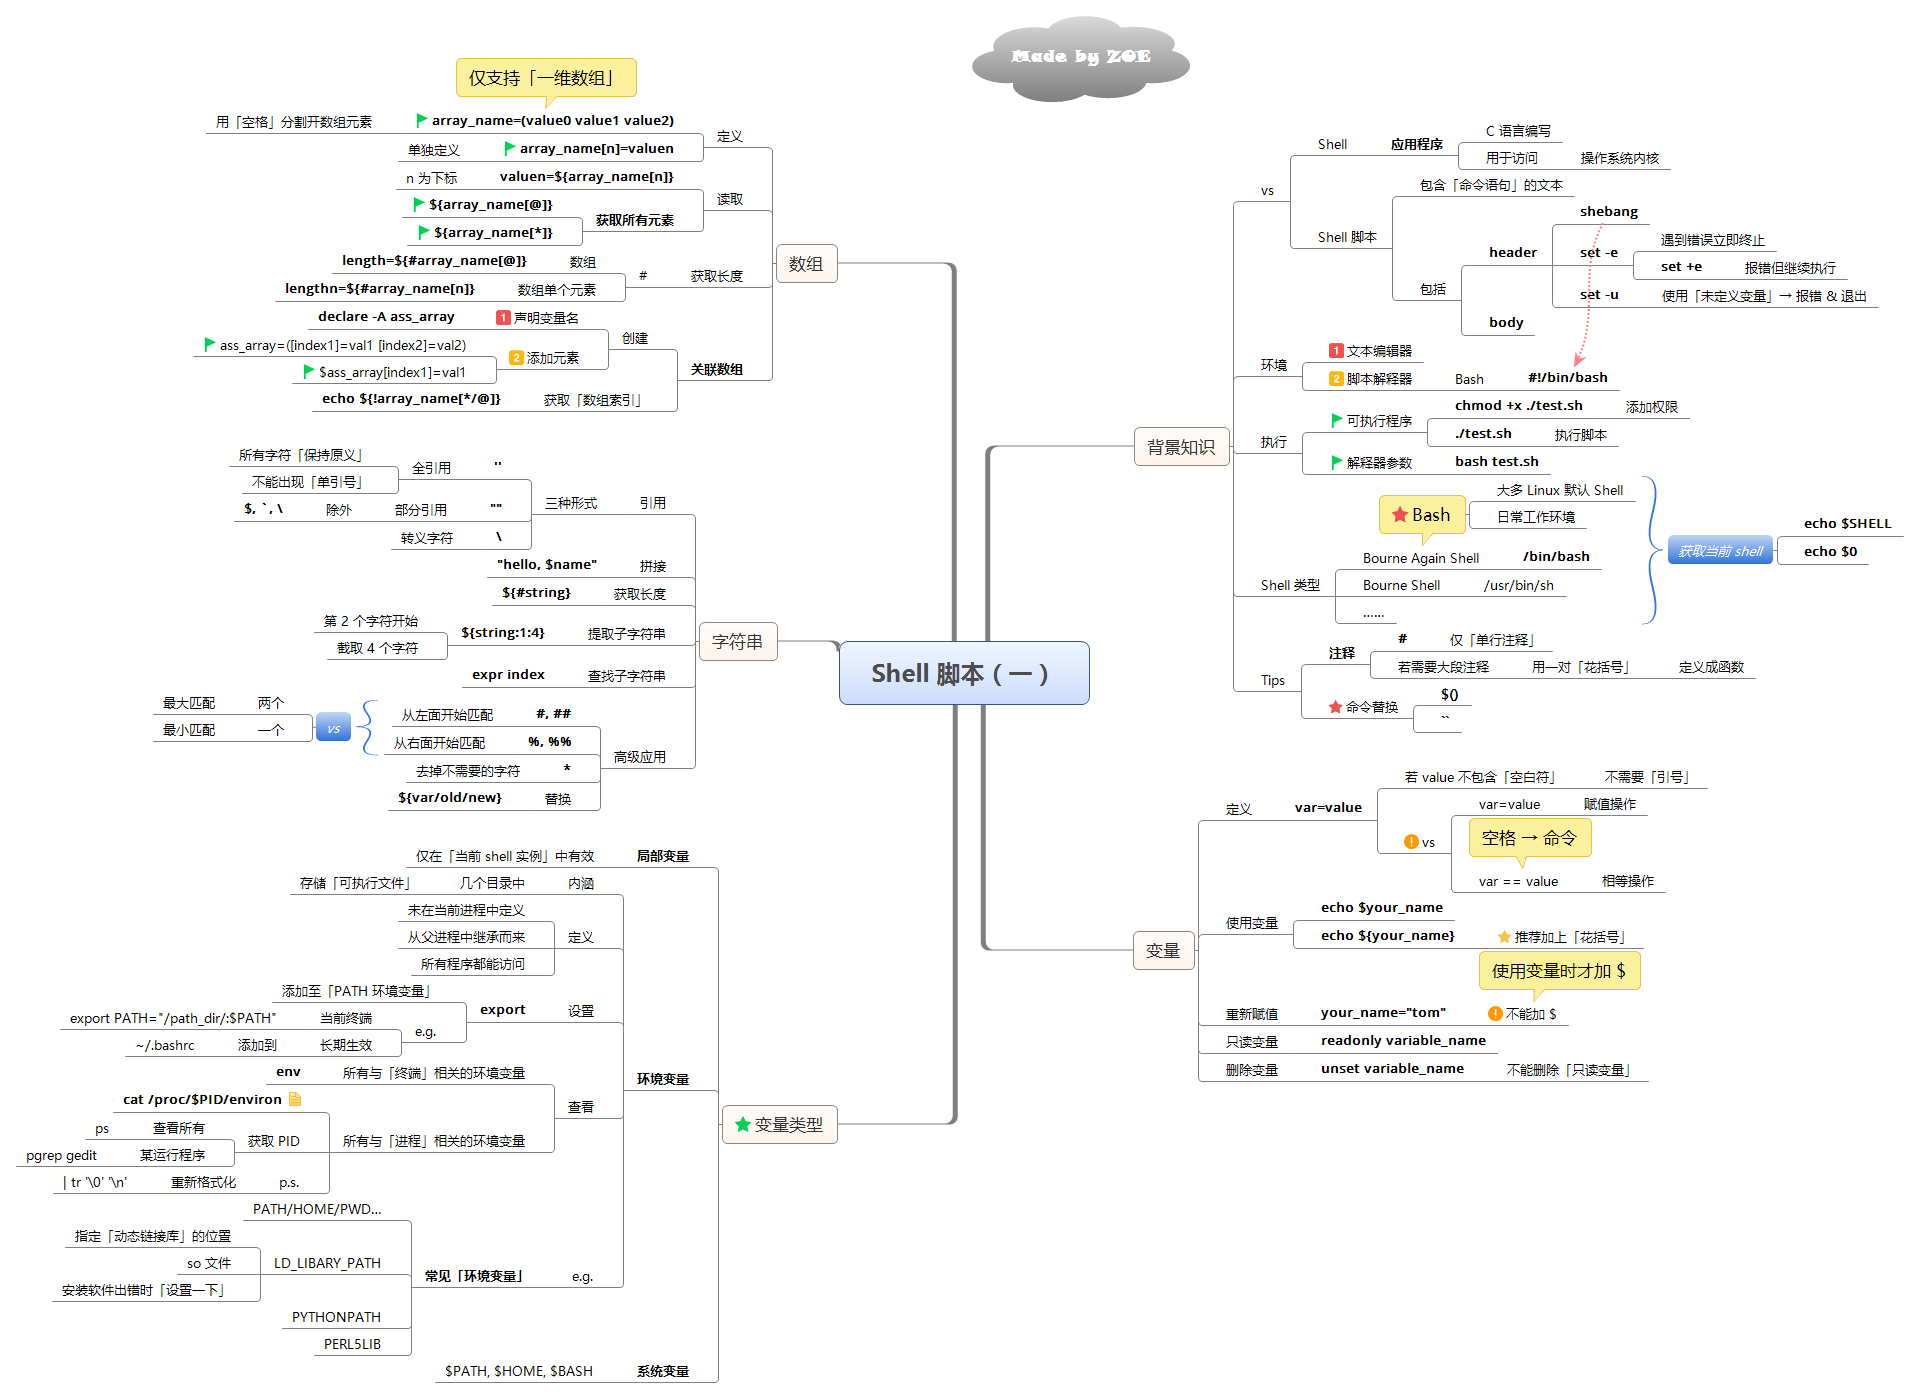 Made by ZOE
Shell 脚本（一）
背景知识
vs
Shell
应用程序
C 语言编写
用于访问
操作系统内核
Shell 脚本
包含「命令语句」的文本
包括
header
shebang
set -e
遇到错误立即终止
set +e
报错但继续执行
set -u
使用「未定义变量」→ 报错 & 退出
body
环境
1 文本编辑器
2 脚本解释器
Bash
#!/bin/bash
执行
可执行程序
chmod +x ./test.sh
添加权限
./test.sh
执行脚本
解释器参数
bash test.sh
Shell 类型
Bash
大多 Linux 默认 Shell
日常工作环境
Bourne Again Shell
/bin/bash
Bourne Shell
/usr/bin/sh
……
获取当前 shell
echo $SHELL
echo $0
Tips
注释
#
仅「单行注释」
若需要大段注释
用一对「花括号」
定义成函数
命令替换
$()
``
变量
定义
var=value
若 value 不包含「空白符」
不需要「引号」
! vs
var=value
赋值操作
空格 → 命令
var == value
相等操作
使用变量
echo $your_name
echo ${your_name}
推荐加上「花括号」
使用变量时才加 $
重新赋值
your_name="tom"
! 不能加 $
只读变量
readonly variable_name
删除变量
unset variable_name
不能删除「只读变量」
数组
仅支持「一维数组」
定义
array_name=(value0 value1 value2)
用「空格」分割开数组元素
array_name[n]=valuen
单独定义
读取
valuen=${array_name[n]}
n 为下标
获取所有元素
${array_name[@]}
${array_name[*]}
获取长度
#
数组
length=${#array_name[@]}
数组单个元素
lengthn=${#array_name[n]}
关联数组
创建
1 声明变量名
declare -A ass_array
2 添加元素
ass_array=([index1]=val1 [index2]=val2)
$ass_array[index1]=val1
获取「数组索引」
echo ${!array_name[*/@]}
字符串
引用
三种形式
''
全引用
所有字符「保持原义」
不能出现「单引号」
""
部分引用
除外
$, `, \
\
转义字符
拼接
"hello, $name"
获取长度
${#string}
提取子字符串
${string:1:4}
第 2 个字符开始
截取 4 个字符
查找子字符串
expr index
高级应用
#, ##
从左面开始匹配
%, %%
从右面开始匹配
vs
两个
最大匹配
一个
最小匹配
*
去掉不需要的字符
替换
${var/old/new}
变量类型
局部变量
仅在「当前 shell 实例」中有效
环境变量
内涵
几个目录中
存储「可执行文件」
定义
未在当前进程中定义
从父进程中继承而来
所有程序都能访问
设置
export
添加至「PATH 环境变量」
e.g.
当前终端
export PATH="/path_dir/:$PATH"
长期生效
添加到
~/.bashrc
查看
所有与「终端」相关的环境变量
env
所有与「进程」相关的环境变量
cat /proc/$PID/environ
获取 PID
查看所有
ps
某运行程序
pgrep gedit
p.s.
重新格式化
| tr '\0' '\n'
e.g.
常见「环境变量」
PATH/HOME/PWD...
LD_LIBARY_PATH
指定「动态链接库」的位置
so 文件
安装软件出错时「设置一下」
PYTHONPATH
PERL5LIB
系统变量
$PATH, $HOME, $BASH